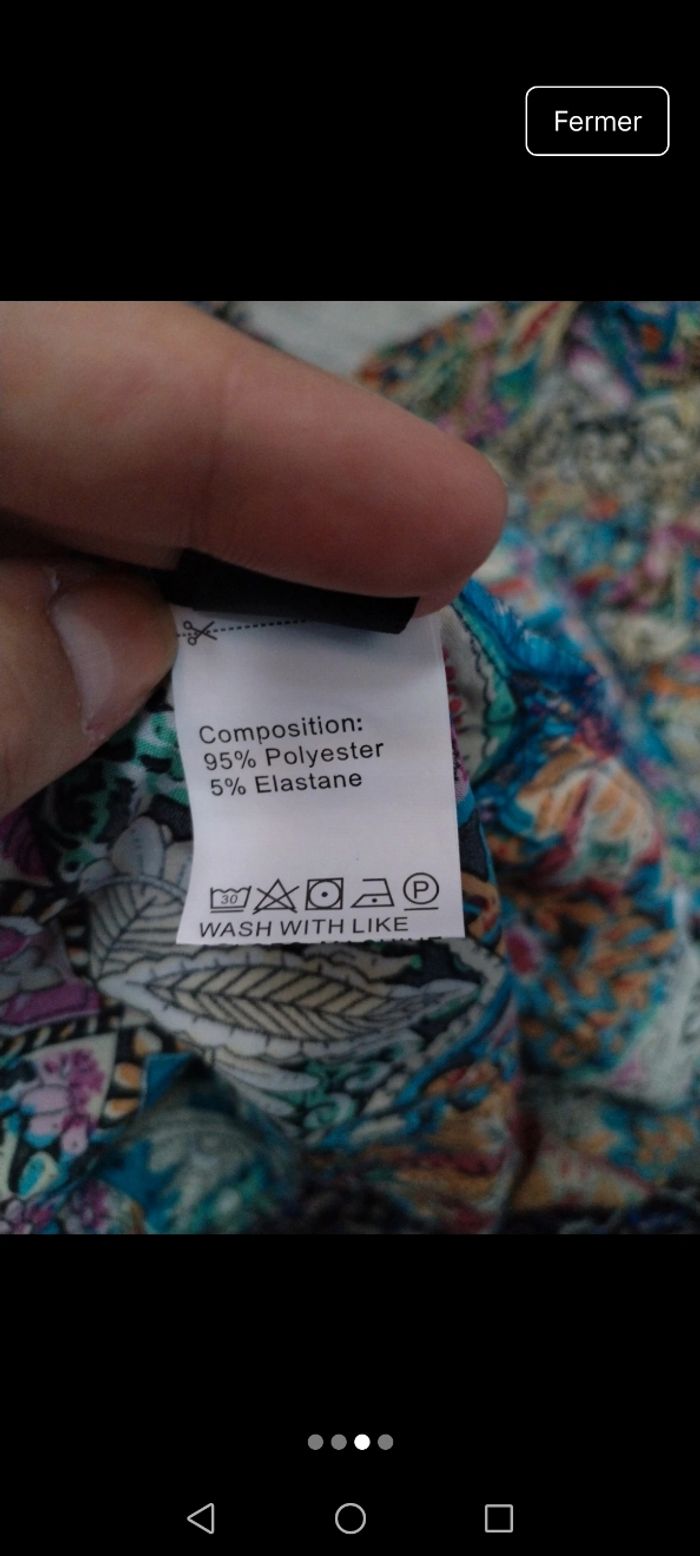 Fermer
Composition:
95% Polyester
5% Elastane
30
P
WASH WITH LIKE